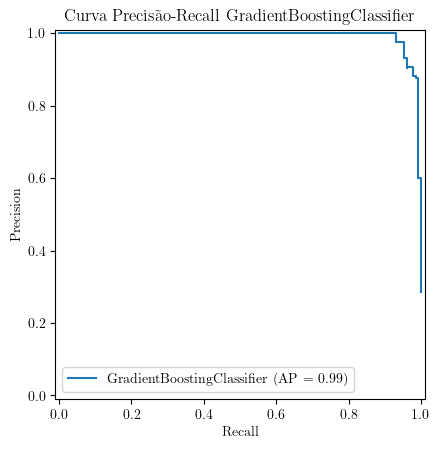 Curva Precisão-Recall GradientBoostingClassifier
1.0
0.8
0.6
0.4
0.2
0.0
Precision
GradientBoostingClassifier (AP = 0.99)
0.0 0.2 0.4 0.6 0.8 1.0
Recall